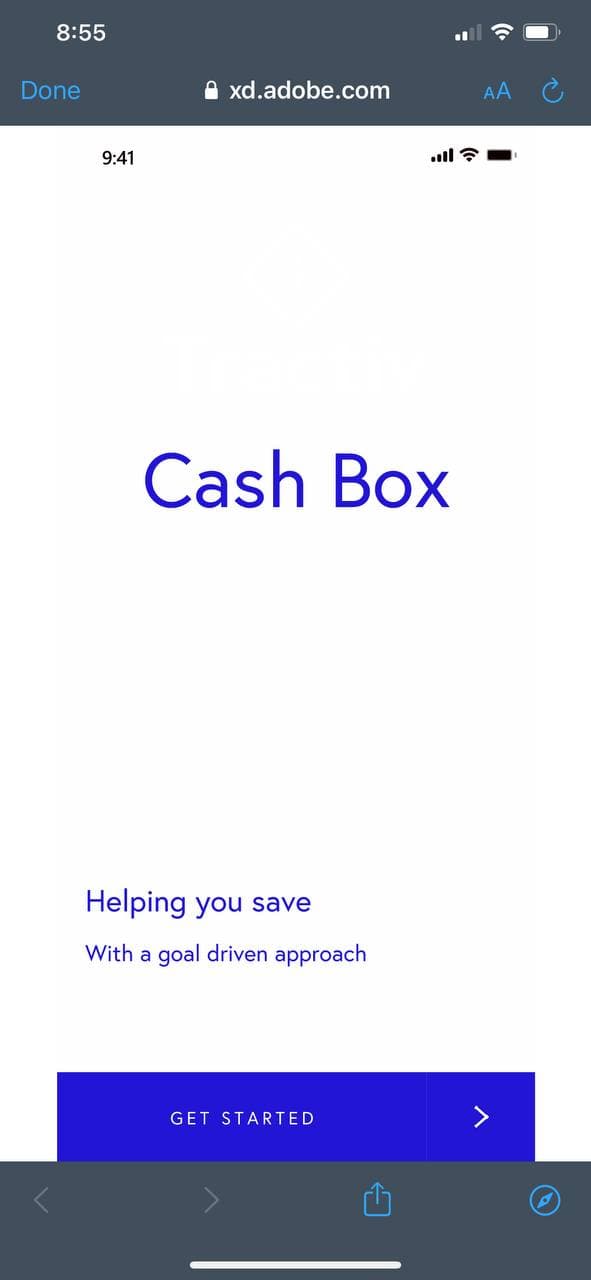 8:55
Done
xd.adobe.com
AA
9:41
Cash Box
Helping you save
With a goal driven approach
GET STARTED